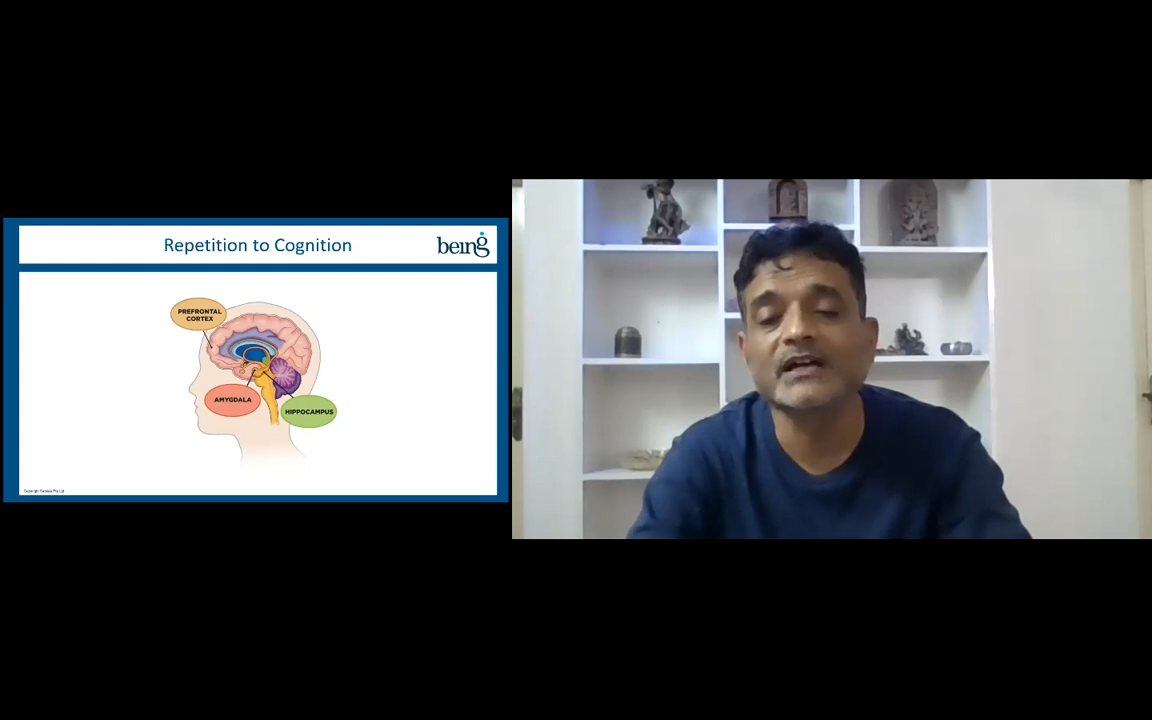 Repetition to Cognition
being
PREFRONTAL
CORTEX
AMYGDALA
HIPPOCAMPUS